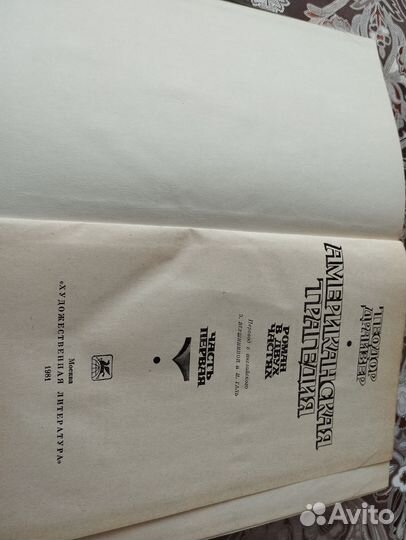 ТЕОДОР
ДРАЙЗЕР
АМЕРИКАНСКАЯ
ТРАГЕДИЯ
РОМАН
В ДВУХ
ЧАСТЯХ
Перевод с английского
З. ВЕРШИНИНОЙ и Н. ГАЛЬ
ЧАСТЬ
ПЕРВАЯ
Москва
«ХУДОЖЕСТВЕННАЯ ЛИТЕРАТУРА»
1981
Avito